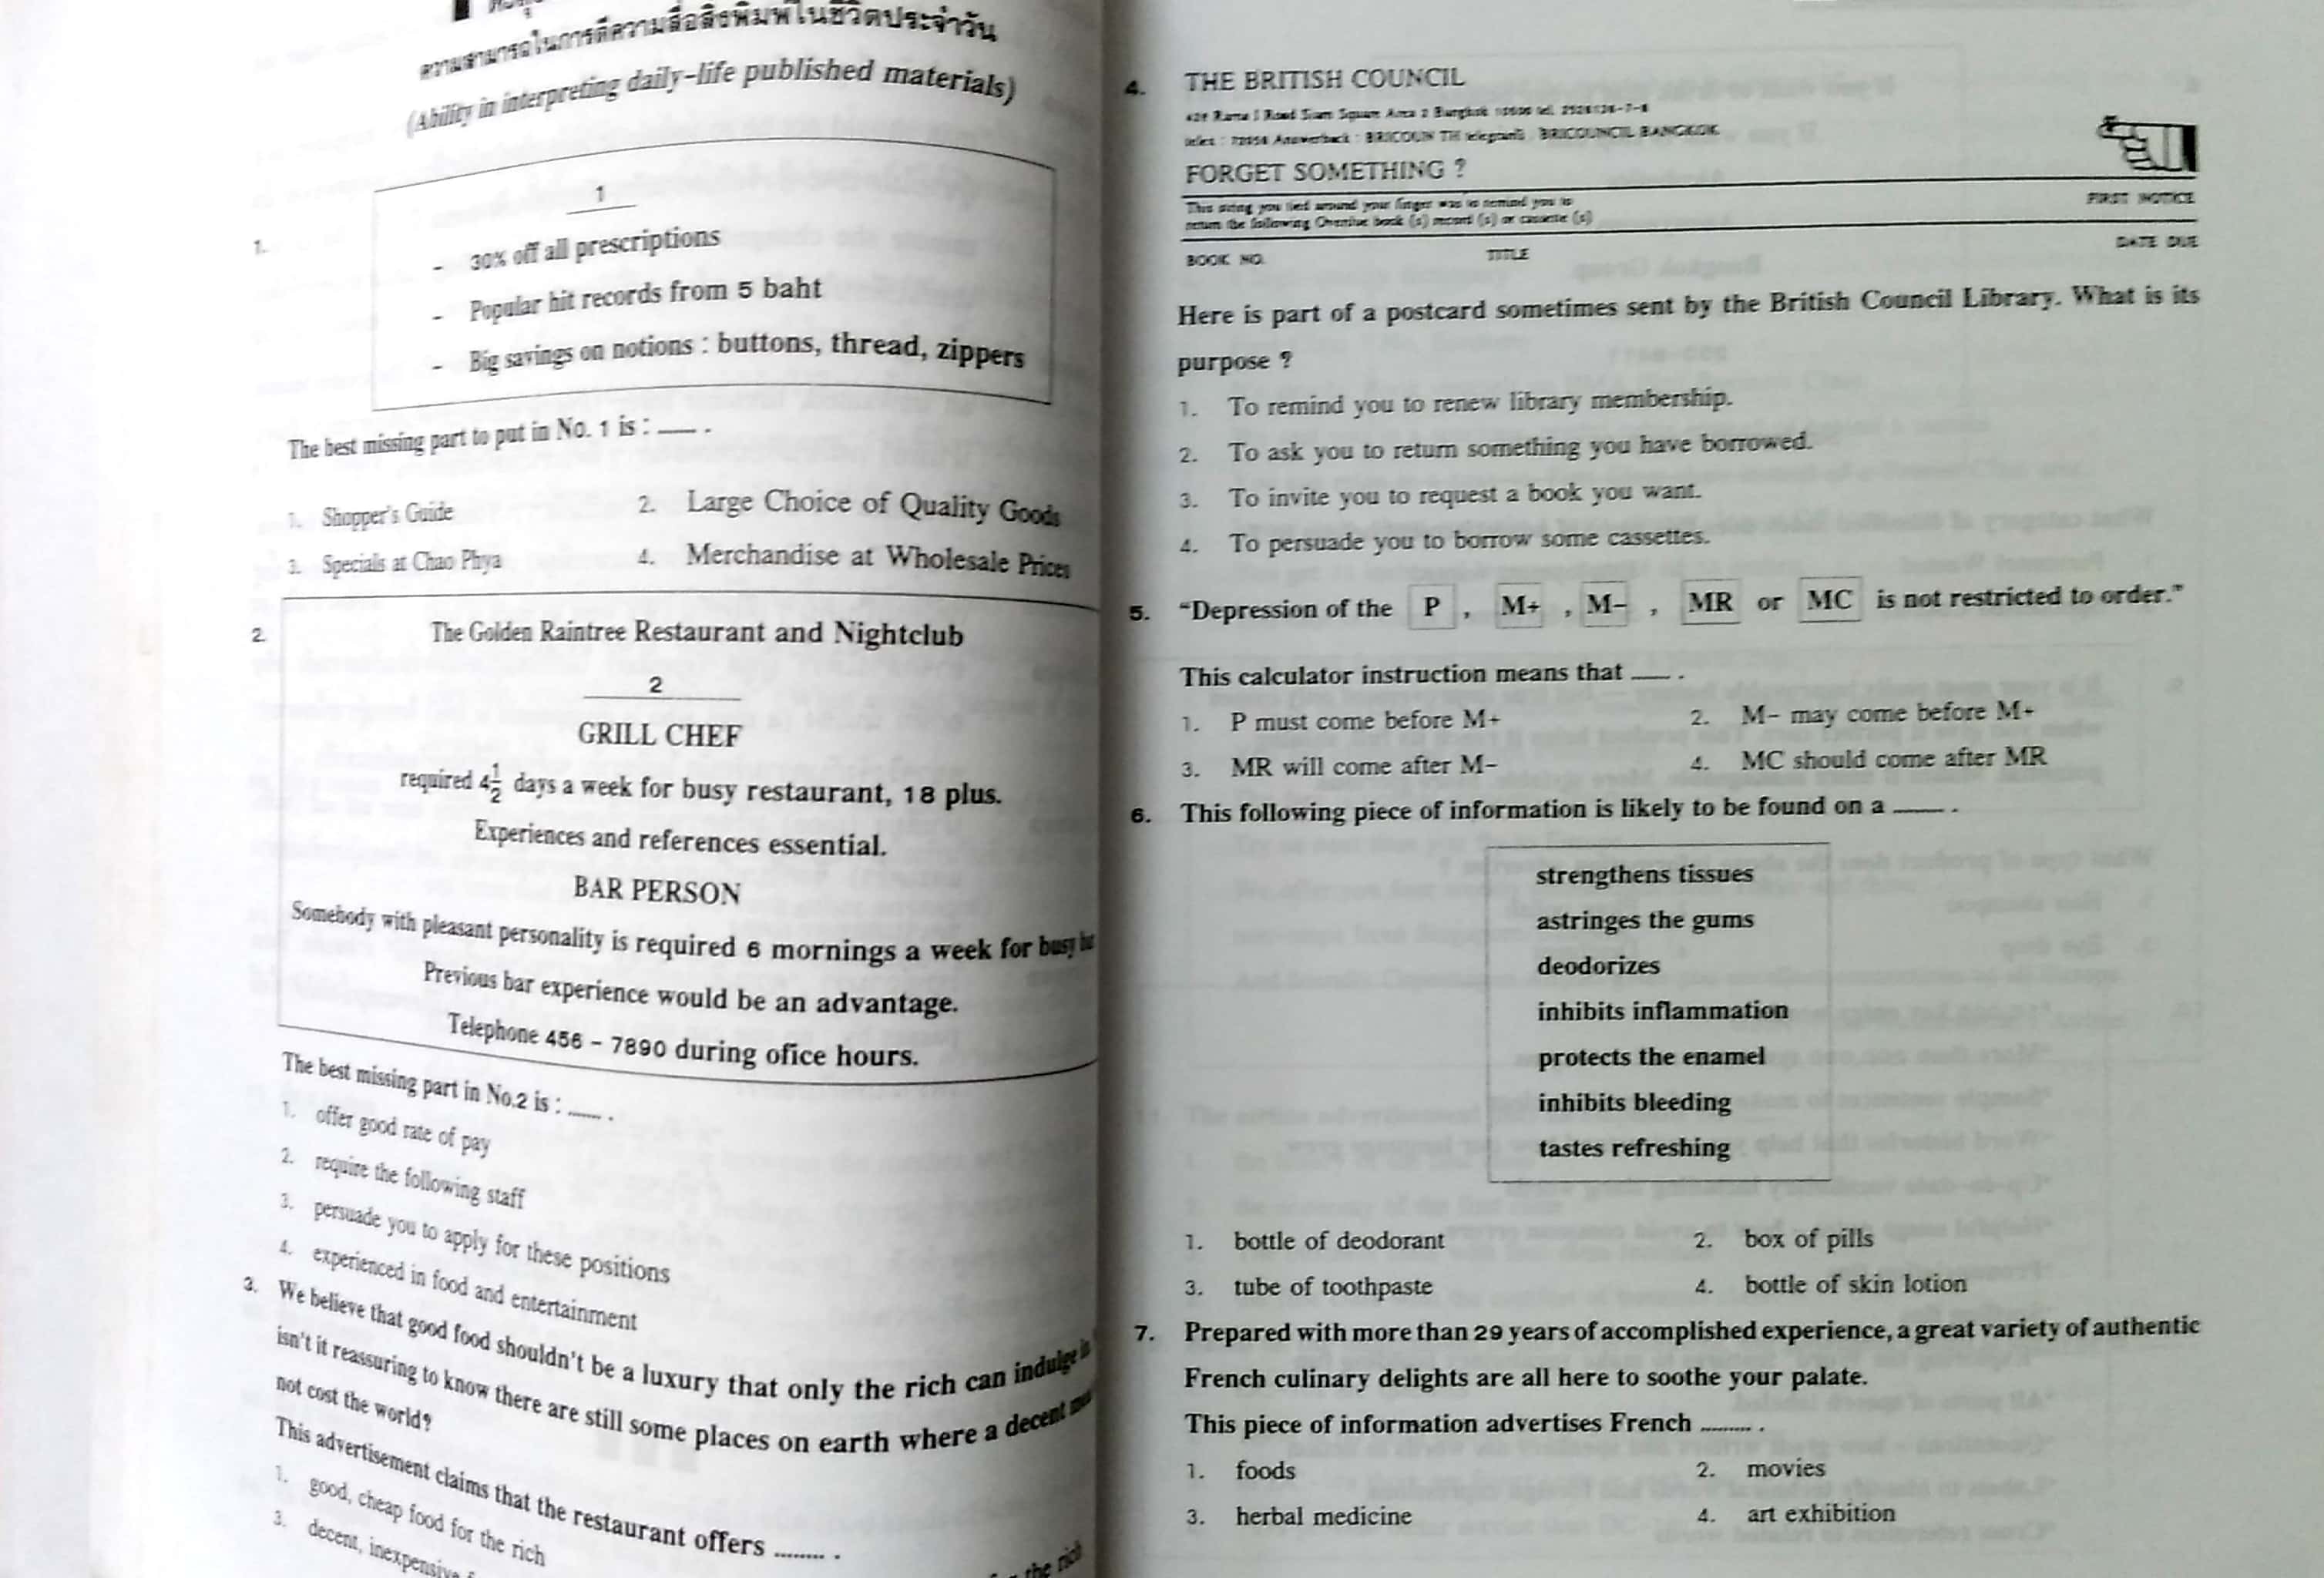 ความสามารถในการตีความสื่อสิ่งพิมพ์ในชีวิตประจำวัน
(Ability in interpreting daily-life published materials)
1
1.
- 30% off all prescriptions
- Popular hit records from 5 baht
- Big savings on notions : buttons, thread, zippers
The best missing part to put in No. 1 is : ___ .
1. Shopper's Guide 2. Large Choice of Quality Goods
3. Specials at Chao Phya 4. Merchandise at Wholesale Prices
2. The Golden Raintree Restaurant and Nightclub
2
GRILL CHEF
required 4½ days a week for busy restaurant, 18 plus.
Experiences and references essential.
BAR PERSON
Somebody with pleasant personality is required 6 mornings a week for busy
Previous bar experience would be an advantage.
Telephone 456 - 7890 during ofice hours.
The best missing part in No.2 is : ___ .
1. offer good rate of pay
2. require the following staff
3. persuade you to apply for these positions
4. experienced in food and entertainment
3. We believe that good food shouldn't be a luxury that only the rich can indulge in
isn't it reassuring to know there are still some places on earth where a decent
not cost the world?
This advertisement claims that the restaurant offers ........ .
1. good, cheap food for the rich
3. decent, inexpensive
the rich
4. THE BRITISH COUNCIL
428 Rama I Road Siam Square Area 2 Bangkok
BRICOUN TH BRICOUNCIL BANGKOK
FORGET SOMETHING ?
This string you tied around your finger was to remind you to
return the following Overdue book (s) record (s) or cassette (s)
FIRST NOTICE
BOOK NO. TITLE DATE DUE
Here is part of a postcard sometimes sent by the British Council Library. What is its
purpose ?
1. To remind you to renew library membership.
2. To ask you to return something you have borrowed.
3. To invite you to request a book you want.
4. To persuade you to borrow some cassettes.
5. "Depression of the P , M+ , M- , MR or MC is not restricted to order."
This calculator instruction means that ___ .
1. P must come before M+ 2. M- may come before M+
3. MR will come after M- 4. MC should come after MR
6. This following piece of information is likely to be found on a ___ .
strengthens tissues
astringes the gums
deodorizes
inhibits inflammation
protects the enamel
inhibits bleeding
tastes refreshing
1. bottle of deodorant 2. box of pills
3. tube of toothpaste 4. bottle of skin lotion
7. Prepared with more than 29 years of accomplished experience, a great variety of authentic
French culinary delights are all here to soothe your palate.
This piece of information advertises French ........ .
1. foods 2. movies
3. herbal medicine 4. art exhibition